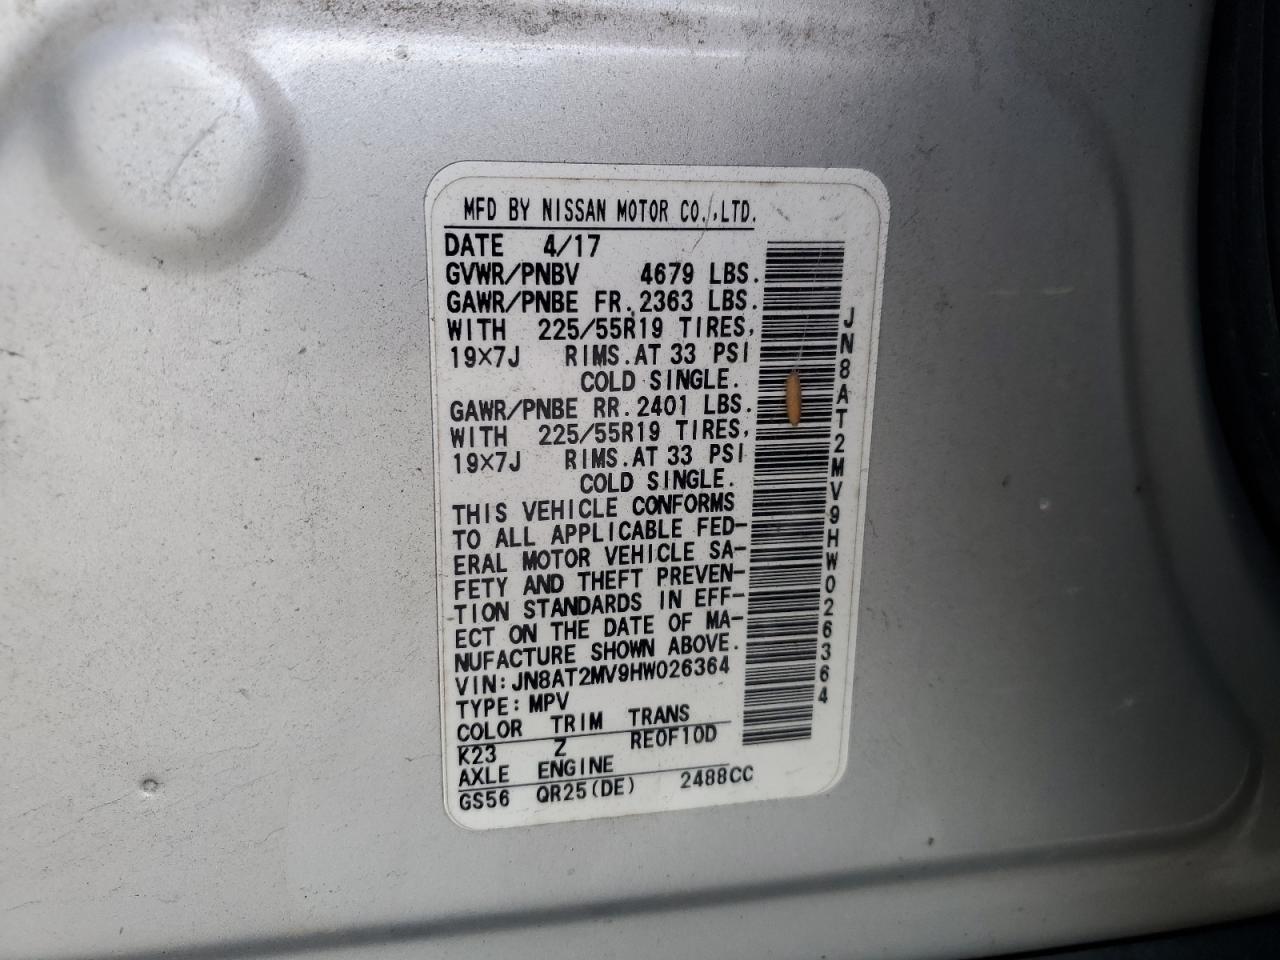 MFD BY NISSAN MOTOR CO.,LTD.
DATE 4/17
GVWR/PNBV 4679 LBS.
GAWR/PNBE FR. 2363 LBS.
WITH 225/55R19 TIRES,
19×7J RIMS.AT 33 PSI
COLD SINGLE.
GAWR/PNBE RR. 2401 LBS.
WITH 225/55R19 TIRES,
19×7J RIMS.AT 33 PSI
COLD SINGLE.
THIS VEHICLE CONFORMS
TO ALL APPLICABLE FED-
ERAL MOTOR VEHICLE SA-
FETY AND THEFT PREVEN-
TION STANDARDS IN EFF-
ECT ON THE DATE OF MA-
NUFACTURE SHOWN ABOVE.
VIN:JN8AT2MV9HW026364
TYPE:MPV
COLOR TRIM TRANS
K23 Z RE0F10D
AXLE ENGINE
GS56 QR25(DE) 2488CC
JN8AT2MV9HW026364